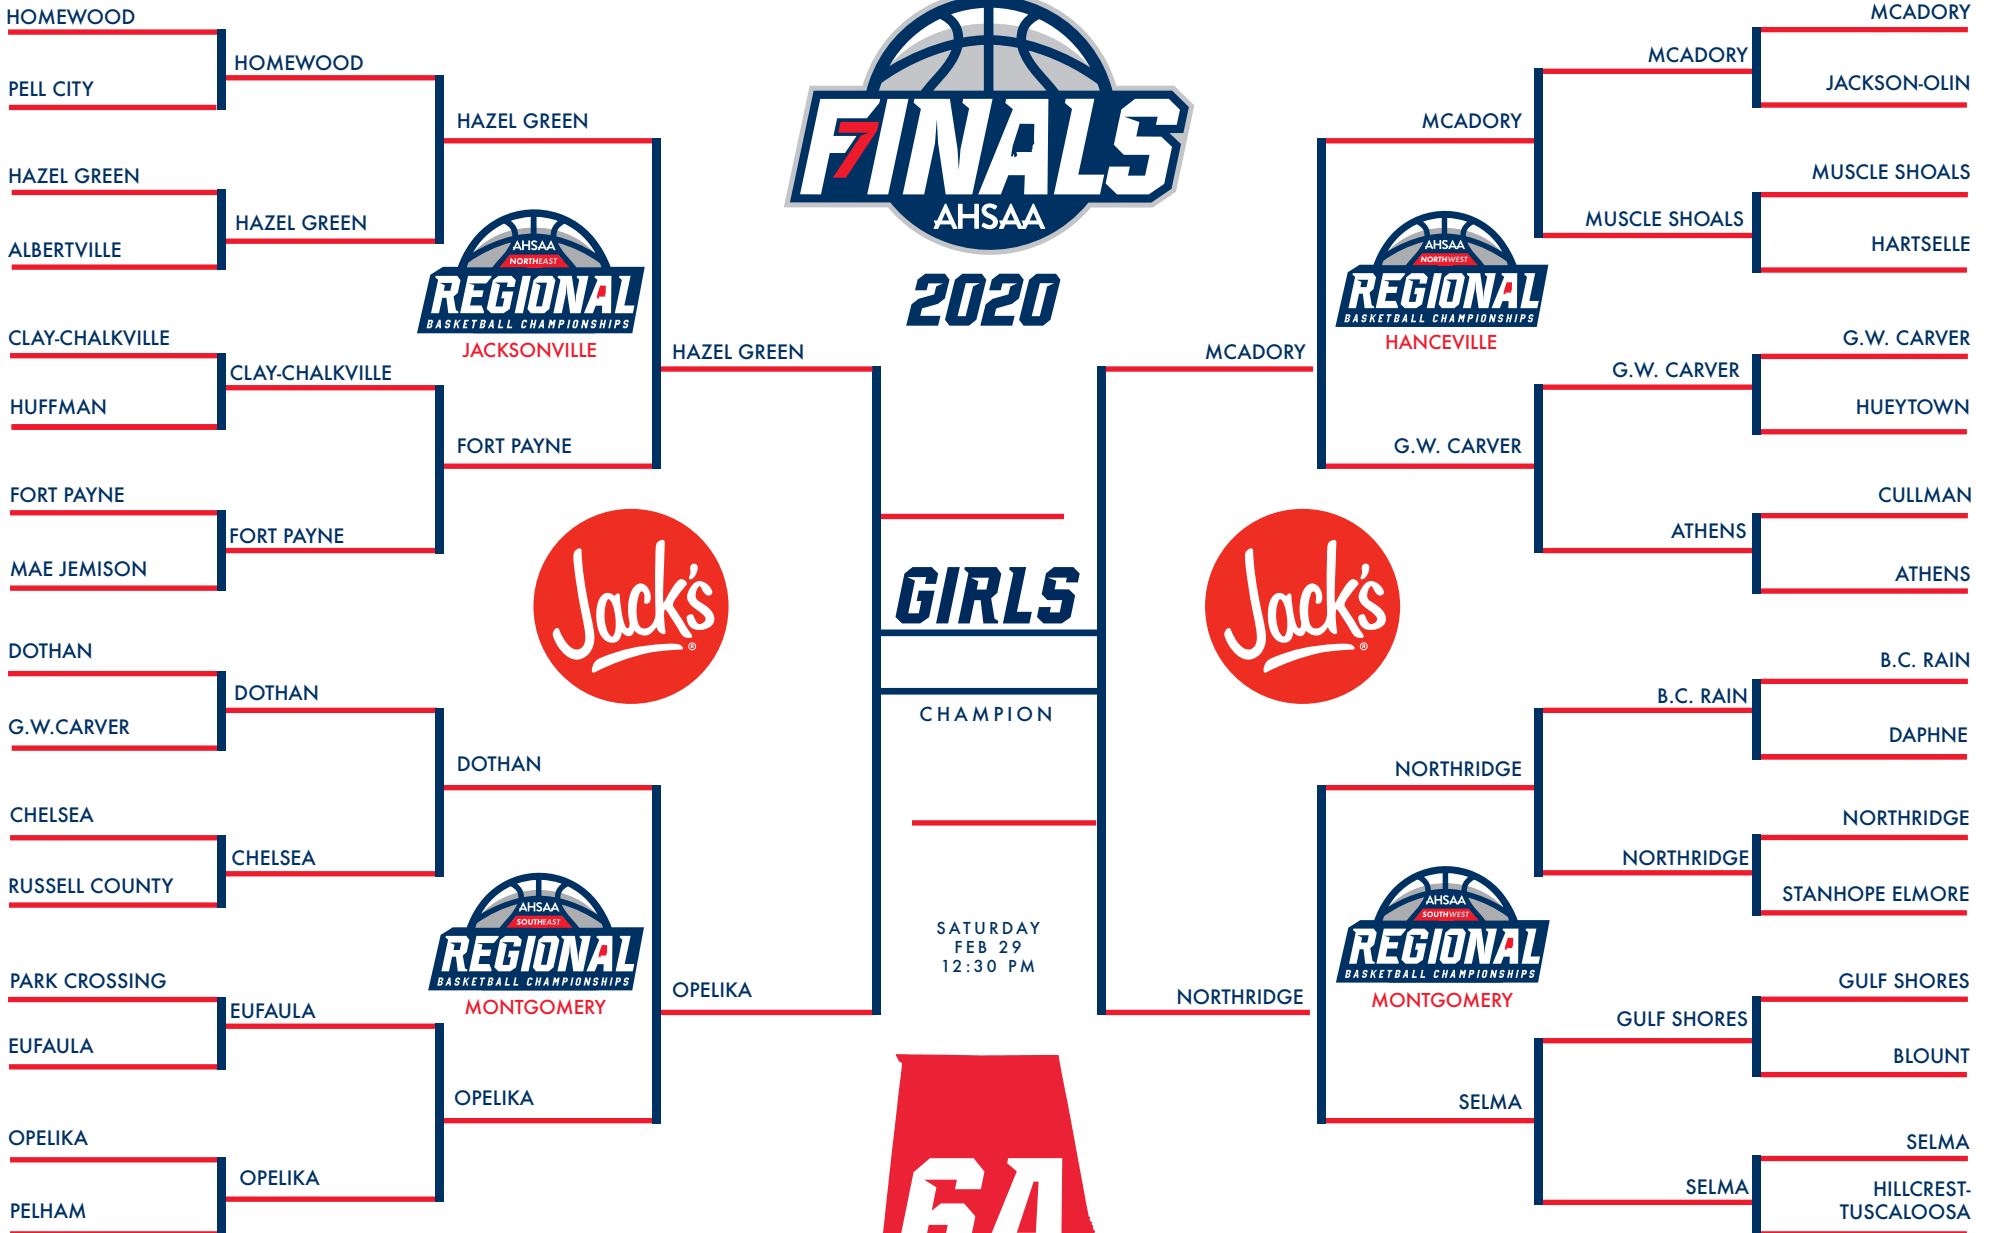 HOMEWOOD
PELL CITY
HAZEL GREEN
ALBERTVILLE
CLAY-CHALKVILLE
HUFFMAN
FORT PAYNE
MAE JEMISON
DOTHAN
G.W.CARVER
CHELSEA
RUSSELL COUNTY
PARK CROSSING
EUFAULA
OPELIKA
PELHAM
HOMEWOOD
HAZEL GREEN
CLAY-CHALKVILLE
FORT PAYNE
DOTHAN
CHELSEA
EUFAULA
OPELIKA
HAZEL GREEN
AHSAA
NORTHEAST
REGIONAL
BASKETBALL CHAMPIONSHIPS
JACKSONVILLE
FORT PAYNE
Jack's
®
DOTHAN
AHSAA
SOUTHEAST
REGIONAL
BASKETBALL CHAMPIONSHIPS
MONTGOMERY
OPELIKA
HAZEL GREEN
OPELIKA
F7INALS
AHSAA
2020
GIRLS
CHAMPION
SATURDAY
FEB 29
12:30 PM
6A
MCADORY
NORTHRIDGE
MCADORY
AHSAA
NORTHWEST
REGIONAL
BASKETBALL CHAMPIONSHIPS
HANCEVILLE
G.W. CARVER
Jack's
®
NORTHRIDGE
AHSAA
SOUTHWEST
REGIONAL
BASKETBALL CHAMPIONSHIPS
MONTGOMERY
SELMA
MCADORY
MUSCLE SHOALS
G.W. CARVER
ATHENS
B.C. RAIN
NORTHRIDGE
GULF SHORES
SELMA
MCADORY
JACKSON-OLIN
MUSCLE SHOALS
HARTSELLE
G.W. CARVER
HUEYTOWN
CULLMAN
ATHENS
B.C. RAIN
DAPHNE
NORTHRIDGE
STANHOPE ELMORE
GULF SHORES
BLOUNT
SELMA
HILLCREST-
TUSCALOOSA